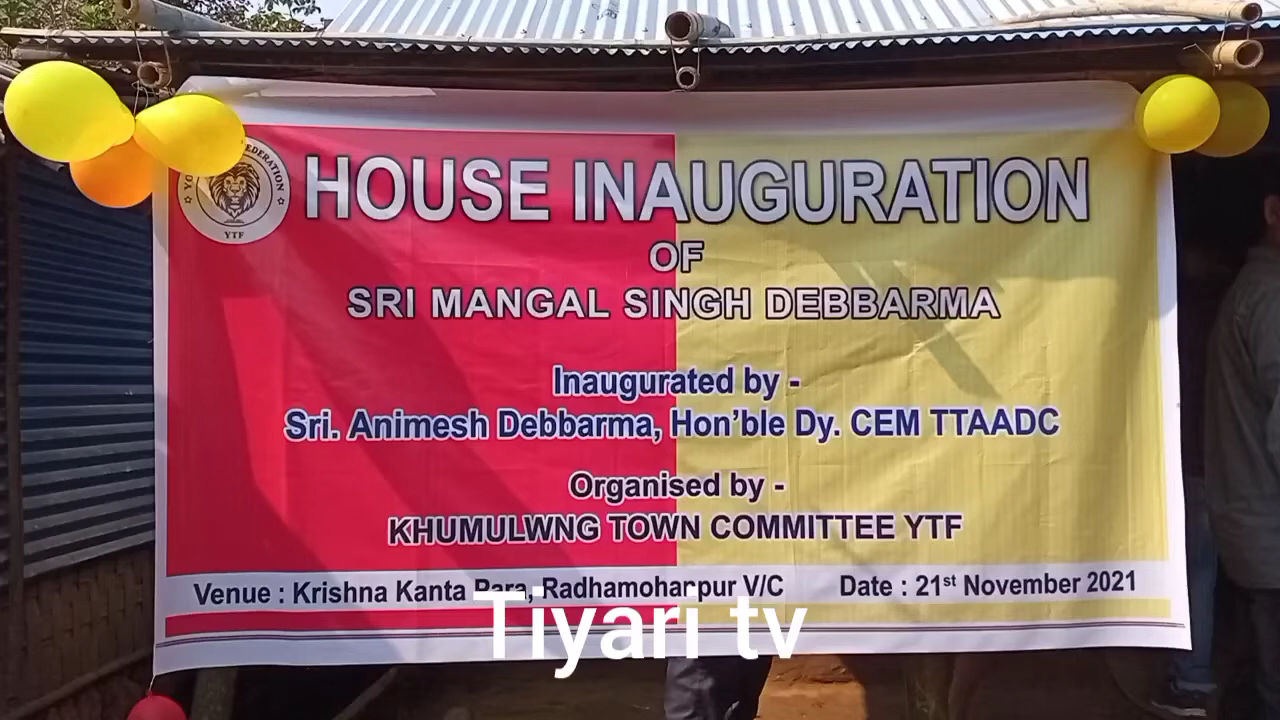 HOUSE INAUGURATION
OF
SRI MANGAL SINGH DEBBARMA
Inaugurated by -
Sri. Animesh Debbarma, Hon'ble Dy. CEM TTAADC
Organised by -
KHUMULWNG TOWN COMMITTEE YTF
Venue : Krishna Kanta Para, Radhamohanpur V/C
Date : 21st November 2021
YTF
Tiyari tv